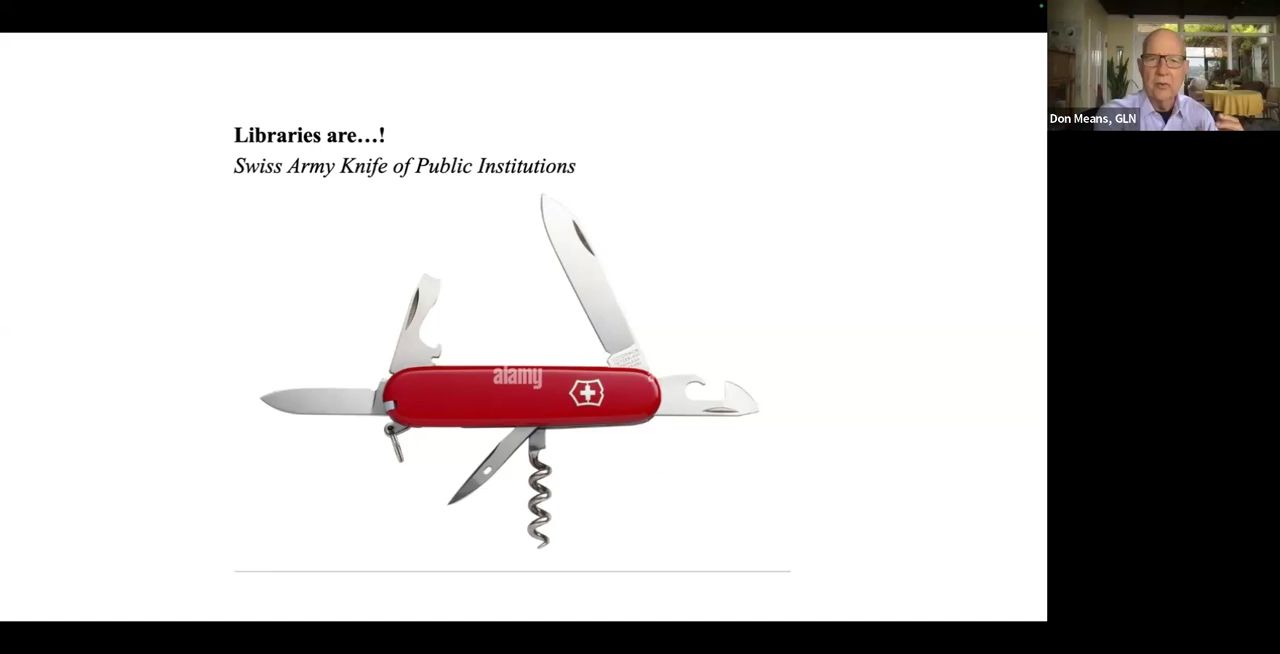 Libraries are…!
Swiss Army Knife of Public Institutions
alamy
Don Means, GLN